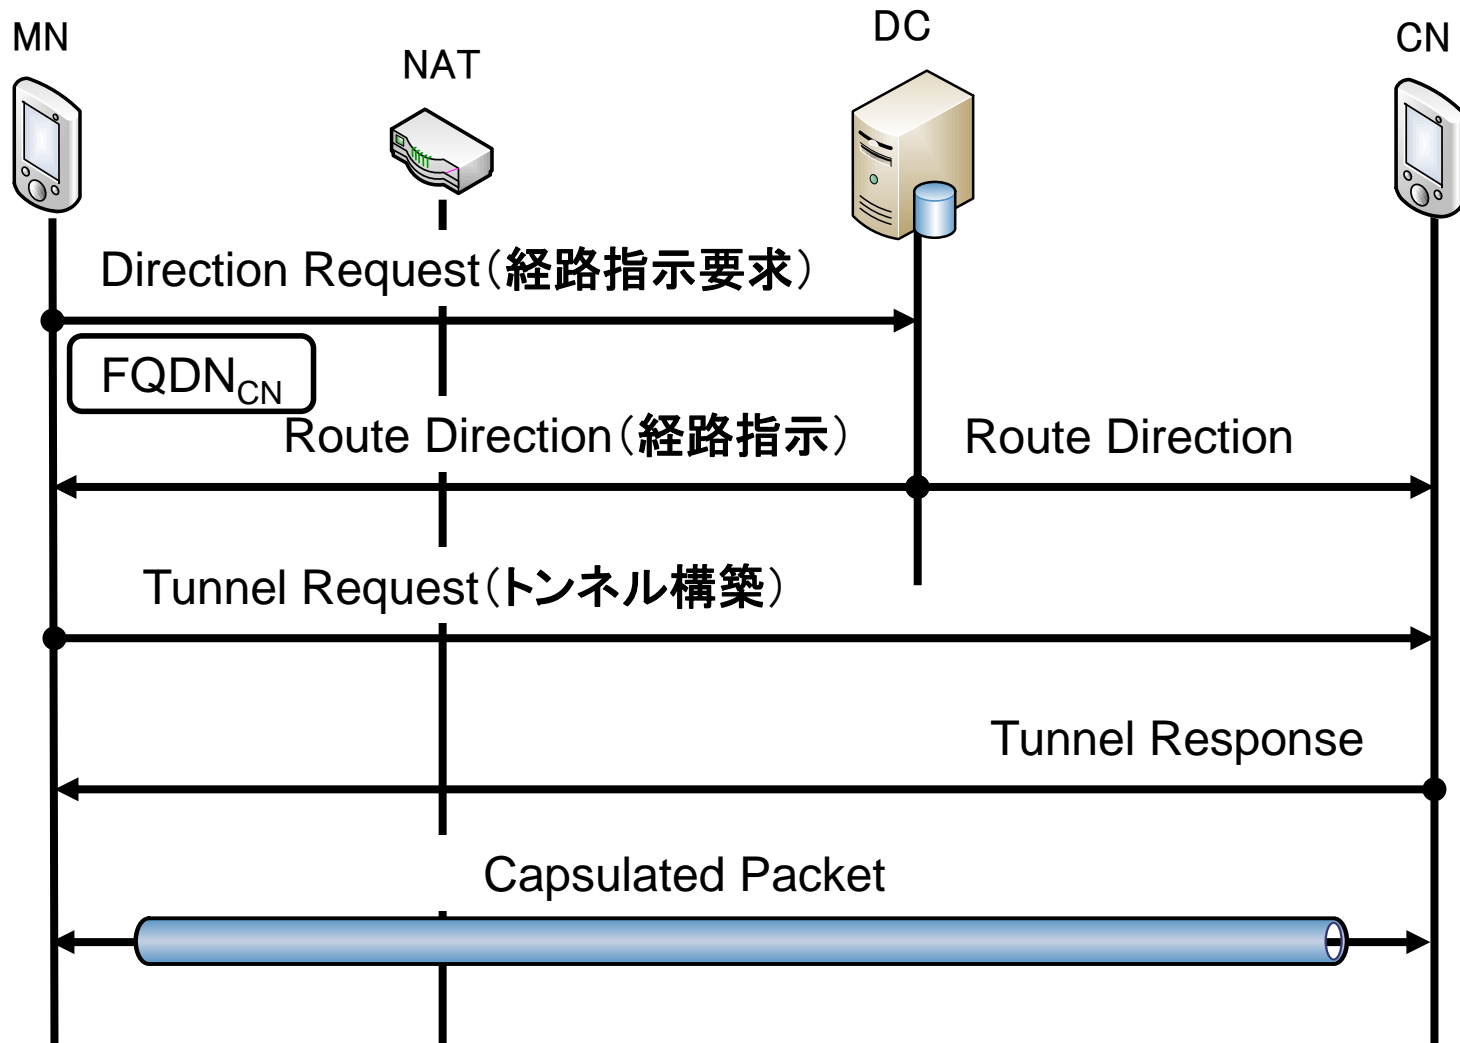 MN
NAT
DC
CN
Direction Request（経路指示要求）
FQDN_CN
Route Direction（経路指示）
Route Direction
Tunnel Request（トンネル構築）
Tunnel Response
Capsulated Packet